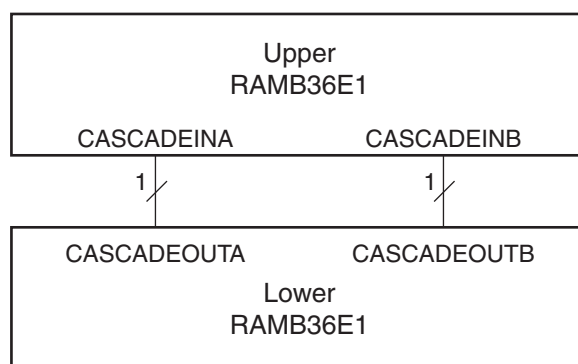 Upper
RAMB36E1
CASCADEINA CASCADEINB
1 1
CASCADEOUTA CASCADEOUTB
Lower
RAMB36E1